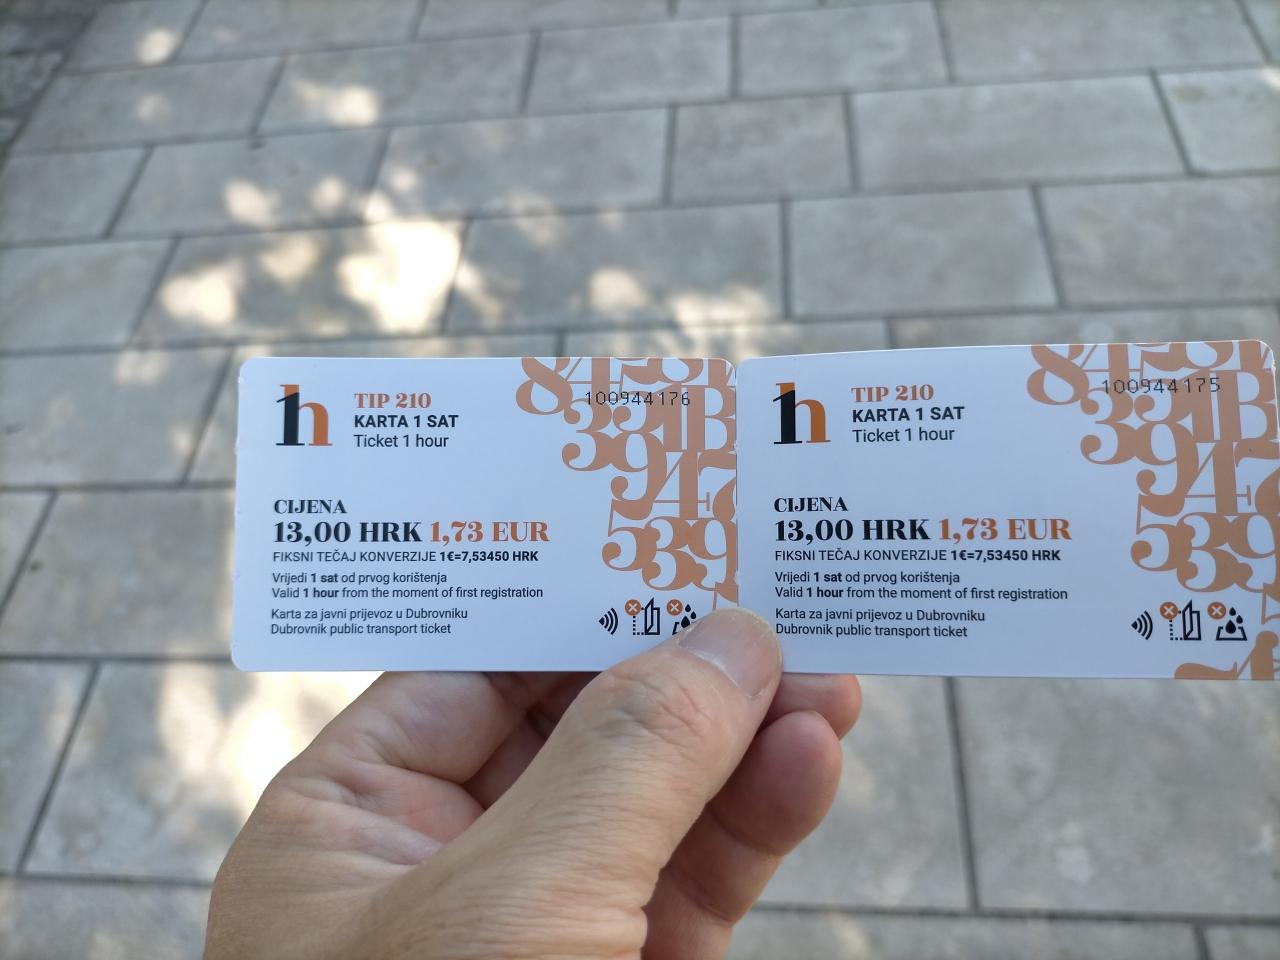 1h
TIP 210
KARTA 1 SAT
Ticket 1 hour
100944176
CIJENA
13,00 HRK 1,73 EUR
FIKSNI TEČAJ KONVERZIJE 1€=7,53450 HRK
Vrijedi 1 sat od prvog korištenja
Valid 1 hour from the moment of first registration
Karta za javni prijevoz u Dubrovniku
Dubrovnik public transport ticket
1h
TIP 210
KARTA 1 SAT
Ticket 1 hour
100944175
CIJENA
13,00 HRK 1,73 EUR
FIKSNI TEČAJ KONVERZIJE 1€=7,53450 HRK
Vrijedi 1 sat od prvog korištenja
Valid 1 hour from the moment of first registration
Karta za javni prijevoz u Dubrovniku
Dubrovnik public transport ticket